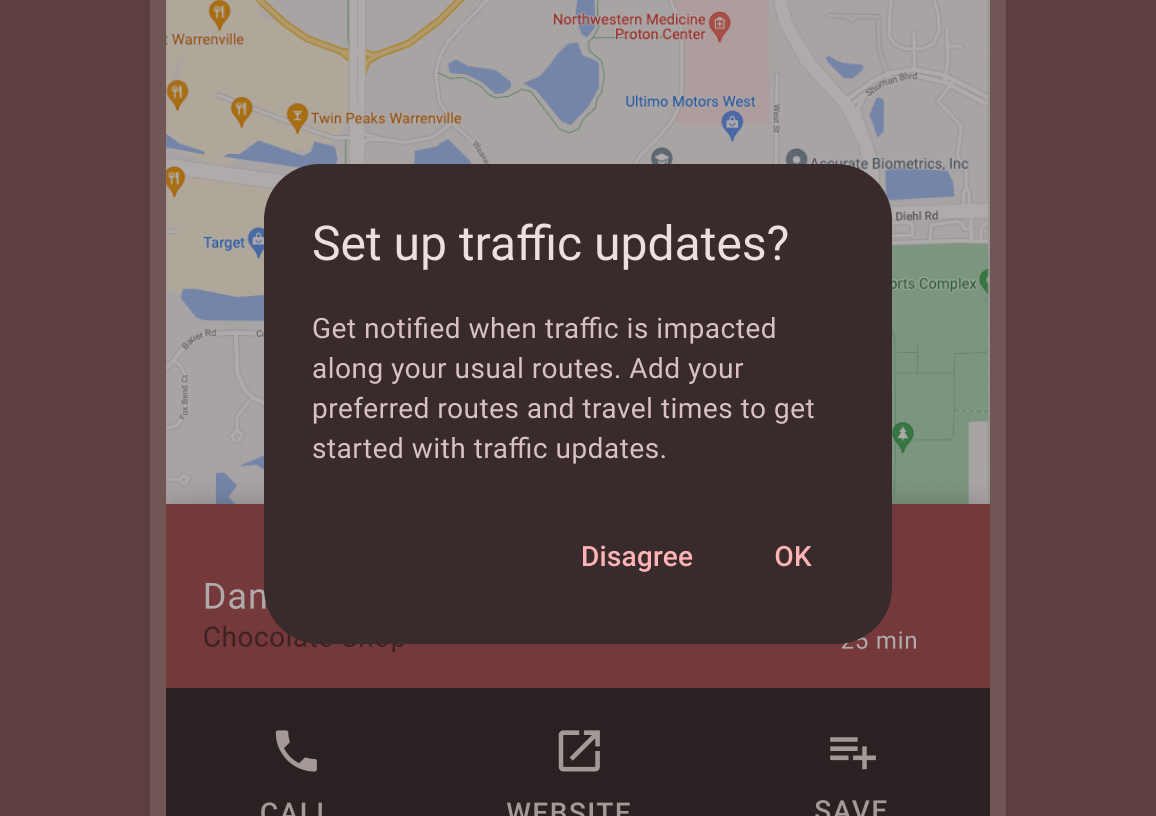 Northwestern Medicine
Proton Center
Warrenville
Shuman Blvd
Ultimo Motors West
West St
Twin Peaks Warrenville
Accurate Biometrics, Inc
Diehl Rd
Target
Set up traffic updates?
orts Complex
Get notified when traffic is impacted
along your usual routes. Add your
preferred routes and travel times to get
started with traffic updates.
Bauer Rd
Fox Bend Ct
Disagree
OK
Dan
Chocolate Shop
25 min
CALL
WEBSITE
SAVE